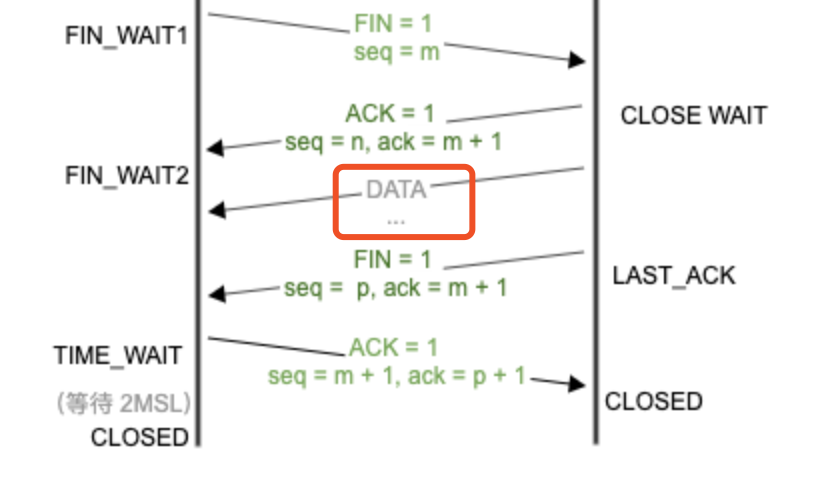 FIN_WAIT1
FIN = 1
seq = m
ACK = 1
CLOSE WAIT
seq = n, ack = m + 1
FIN_WAIT2
DATA
...
FIN = 1
LAST_ACK
seq = p, ack = m + 1
TIME_WAIT
ACK = 1
seq = m + 1, ack = p + 1
(等待 2MSL)
CLOSED
CLOSED